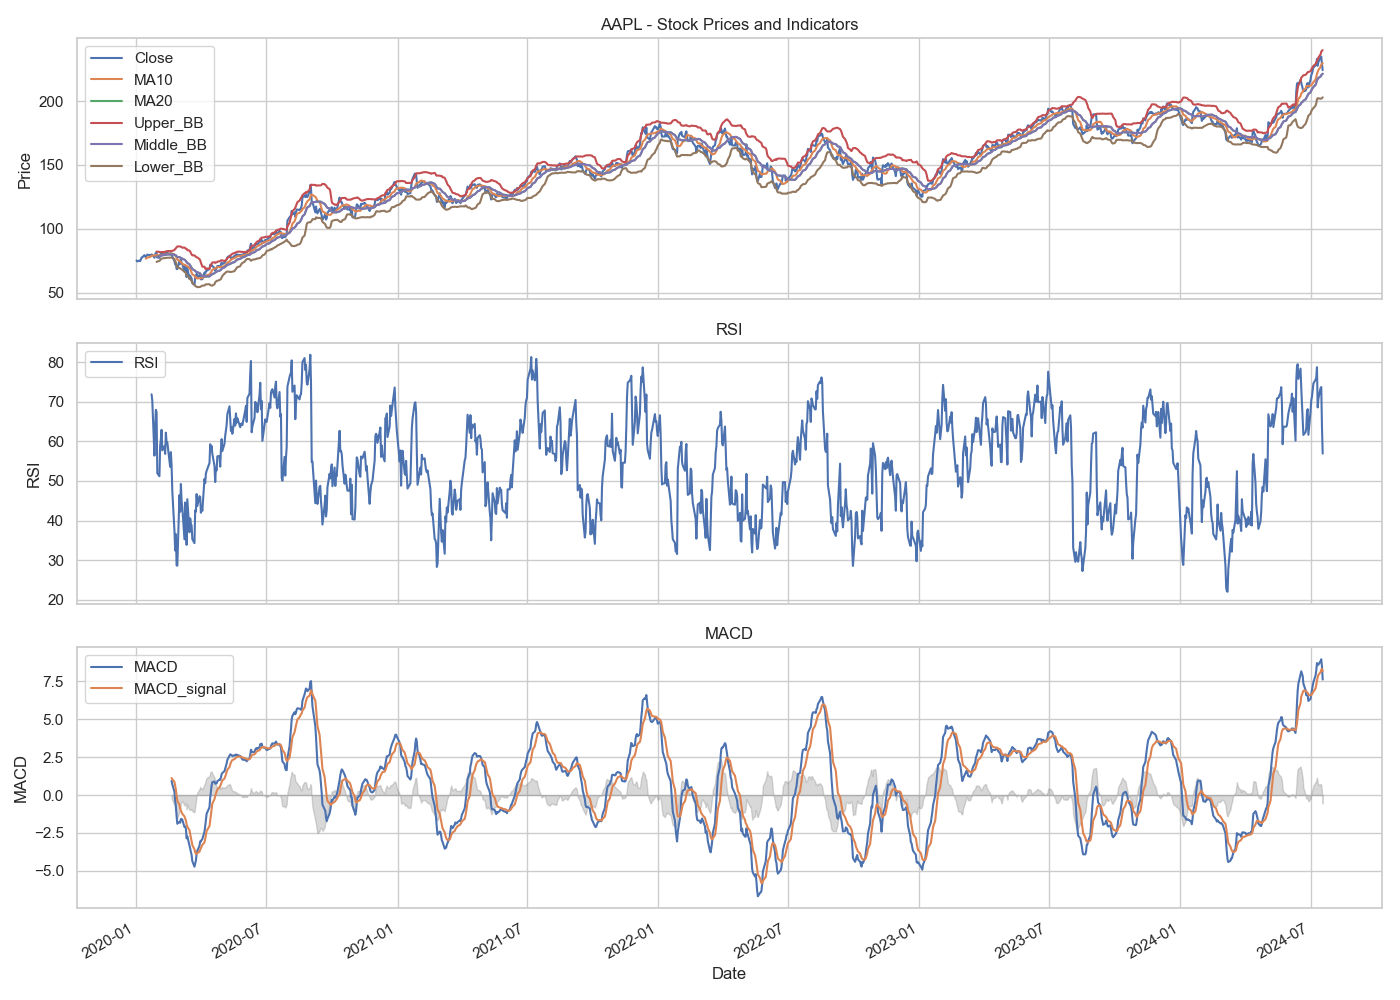 AAPL - Stock Prices and Indicators
Close
MA10
MA20
Upper_BB
Middle_BB
Lower_BB
Price
200
150
100
50
RSI
RSI
RSI
80
70
60
50
40
30
20
MACD
MACD
MACD_signal
MACD
7.5
5.0
2.5
0.0
−2.5
−5.0
2020-01
2020-07
2021-01
2021-07
2022-01
2022-07
2023-01
2023-07
2024-01
2024-07
Date